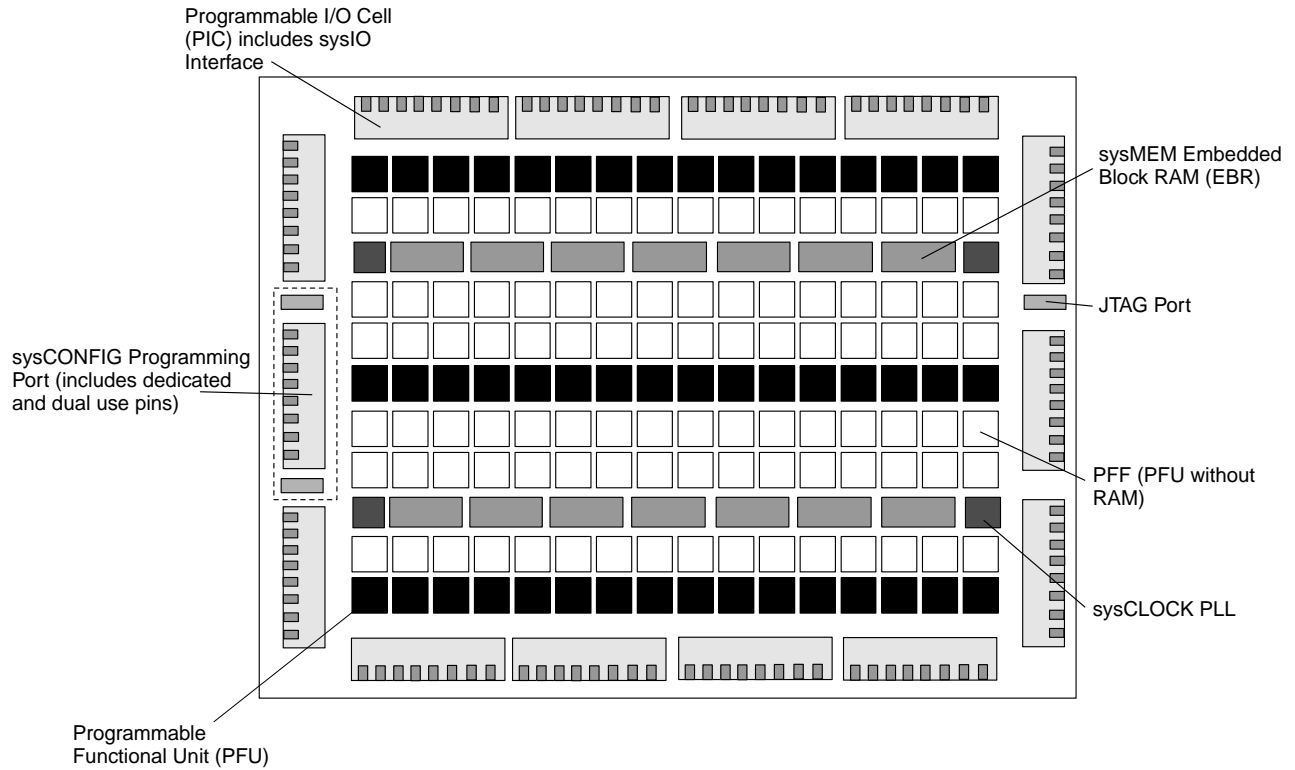 Programmable I/O Cell
(PIC) includes sysIO
Interface
sysMEM Embedded
Block RAM (EBR)
JTAG Port
sysCONFIG Programming
Port (includes dedicated
and dual use pins)
PFF (PFU without
RAM)
sysCLOCK PLL
Programmable
Functional Unit (PFU)